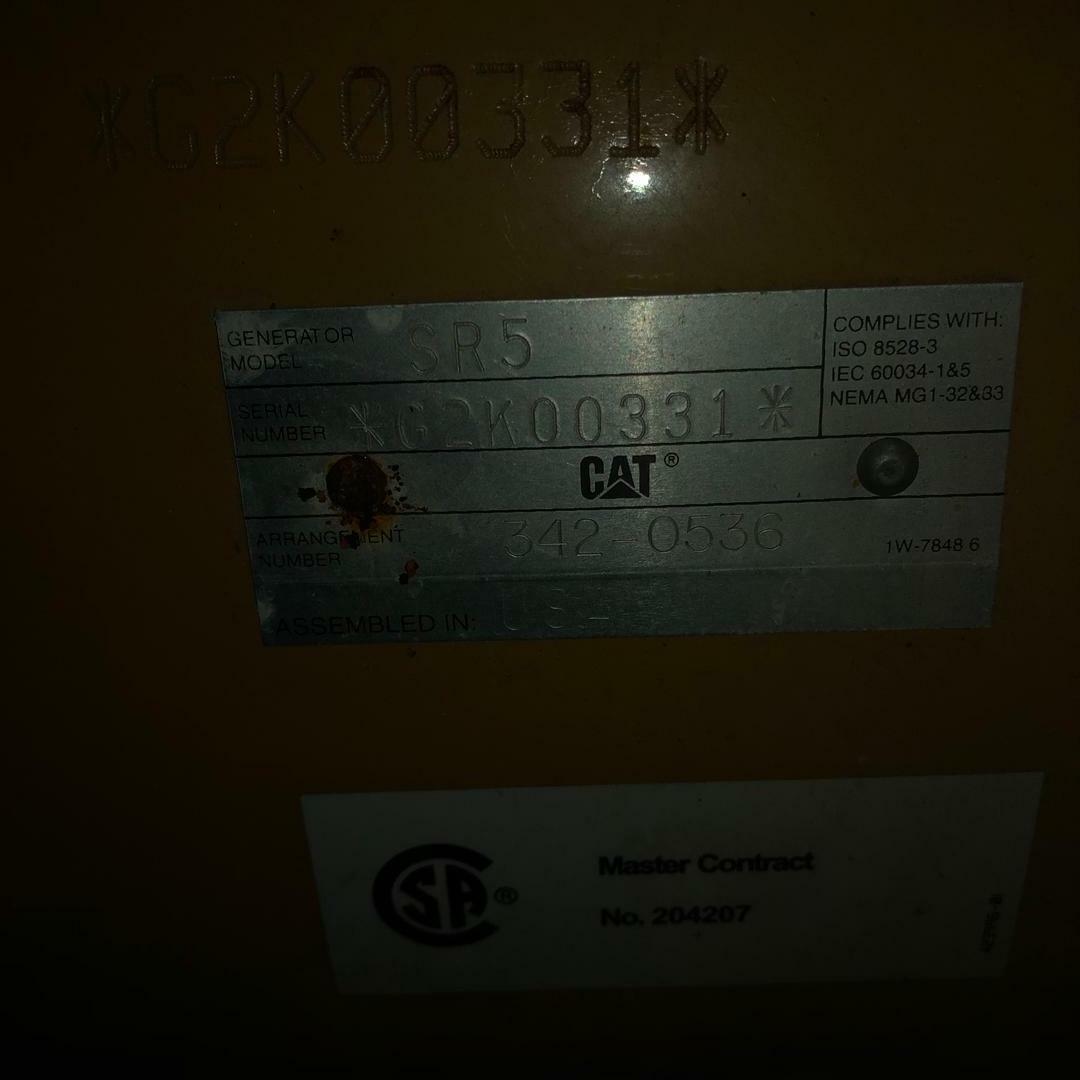 *G2K00331*
GENERATOR MODEL SR5
COMPLIES WITH:
ISO 8528-3
IEC 60034-1&5
NEMA MG1-32&33
SERIAL NUMBER *G2K00331*
CAT®
ARRANGEMENT NUMBER 342-0536
1W-7848 6
ASSEMBLED IN: USA
CSA®
Master Contract
No. 204207